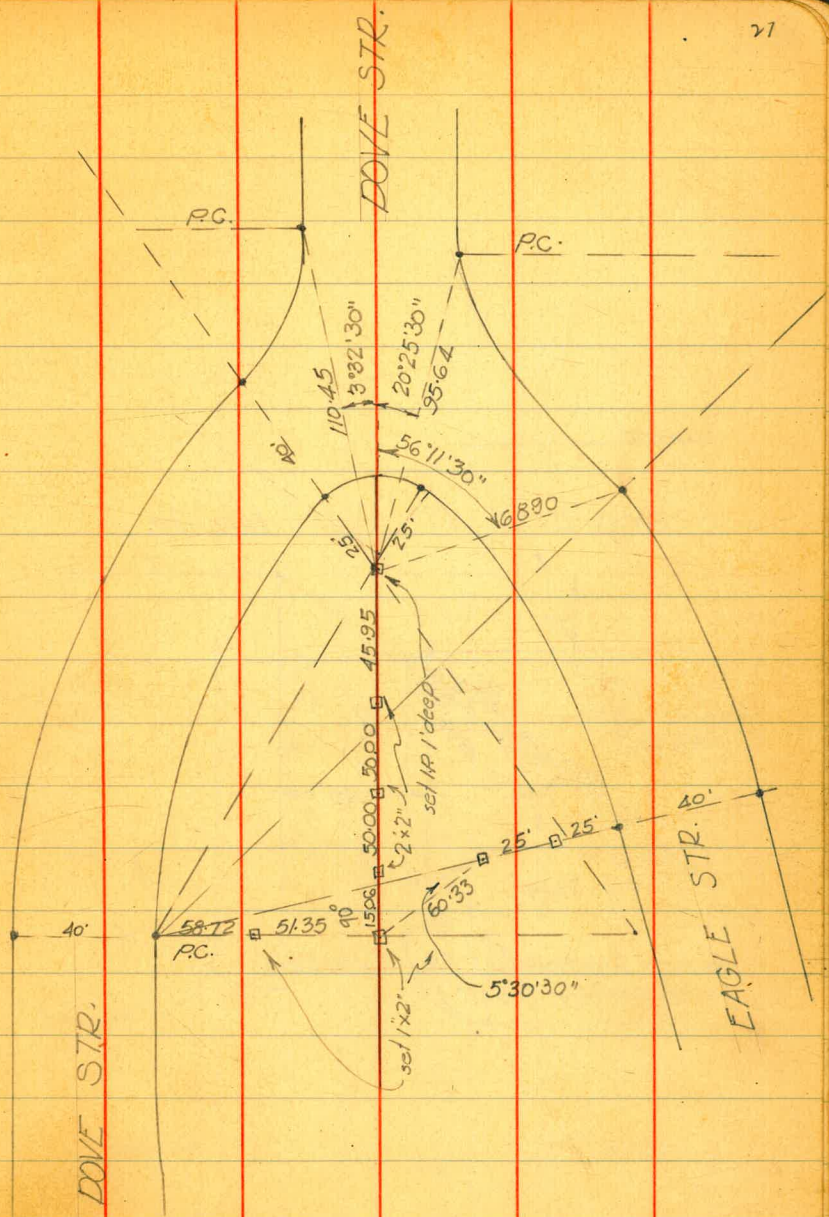 27
DOVE STR.
P.C.
P.C.
110.45
3°32'30"
20°25'30"
95.64
40'
56°11'30"
68.90
25'
25'
45.95
set I.P. 1' deep
50.00
50.00
2"x2"
15.06
90°
40'
25'
25'
60.33
40'
58.72
51.35
P.C.
5°30'30"
set 1"x2"
EAGLE STR.
DOVE STR.